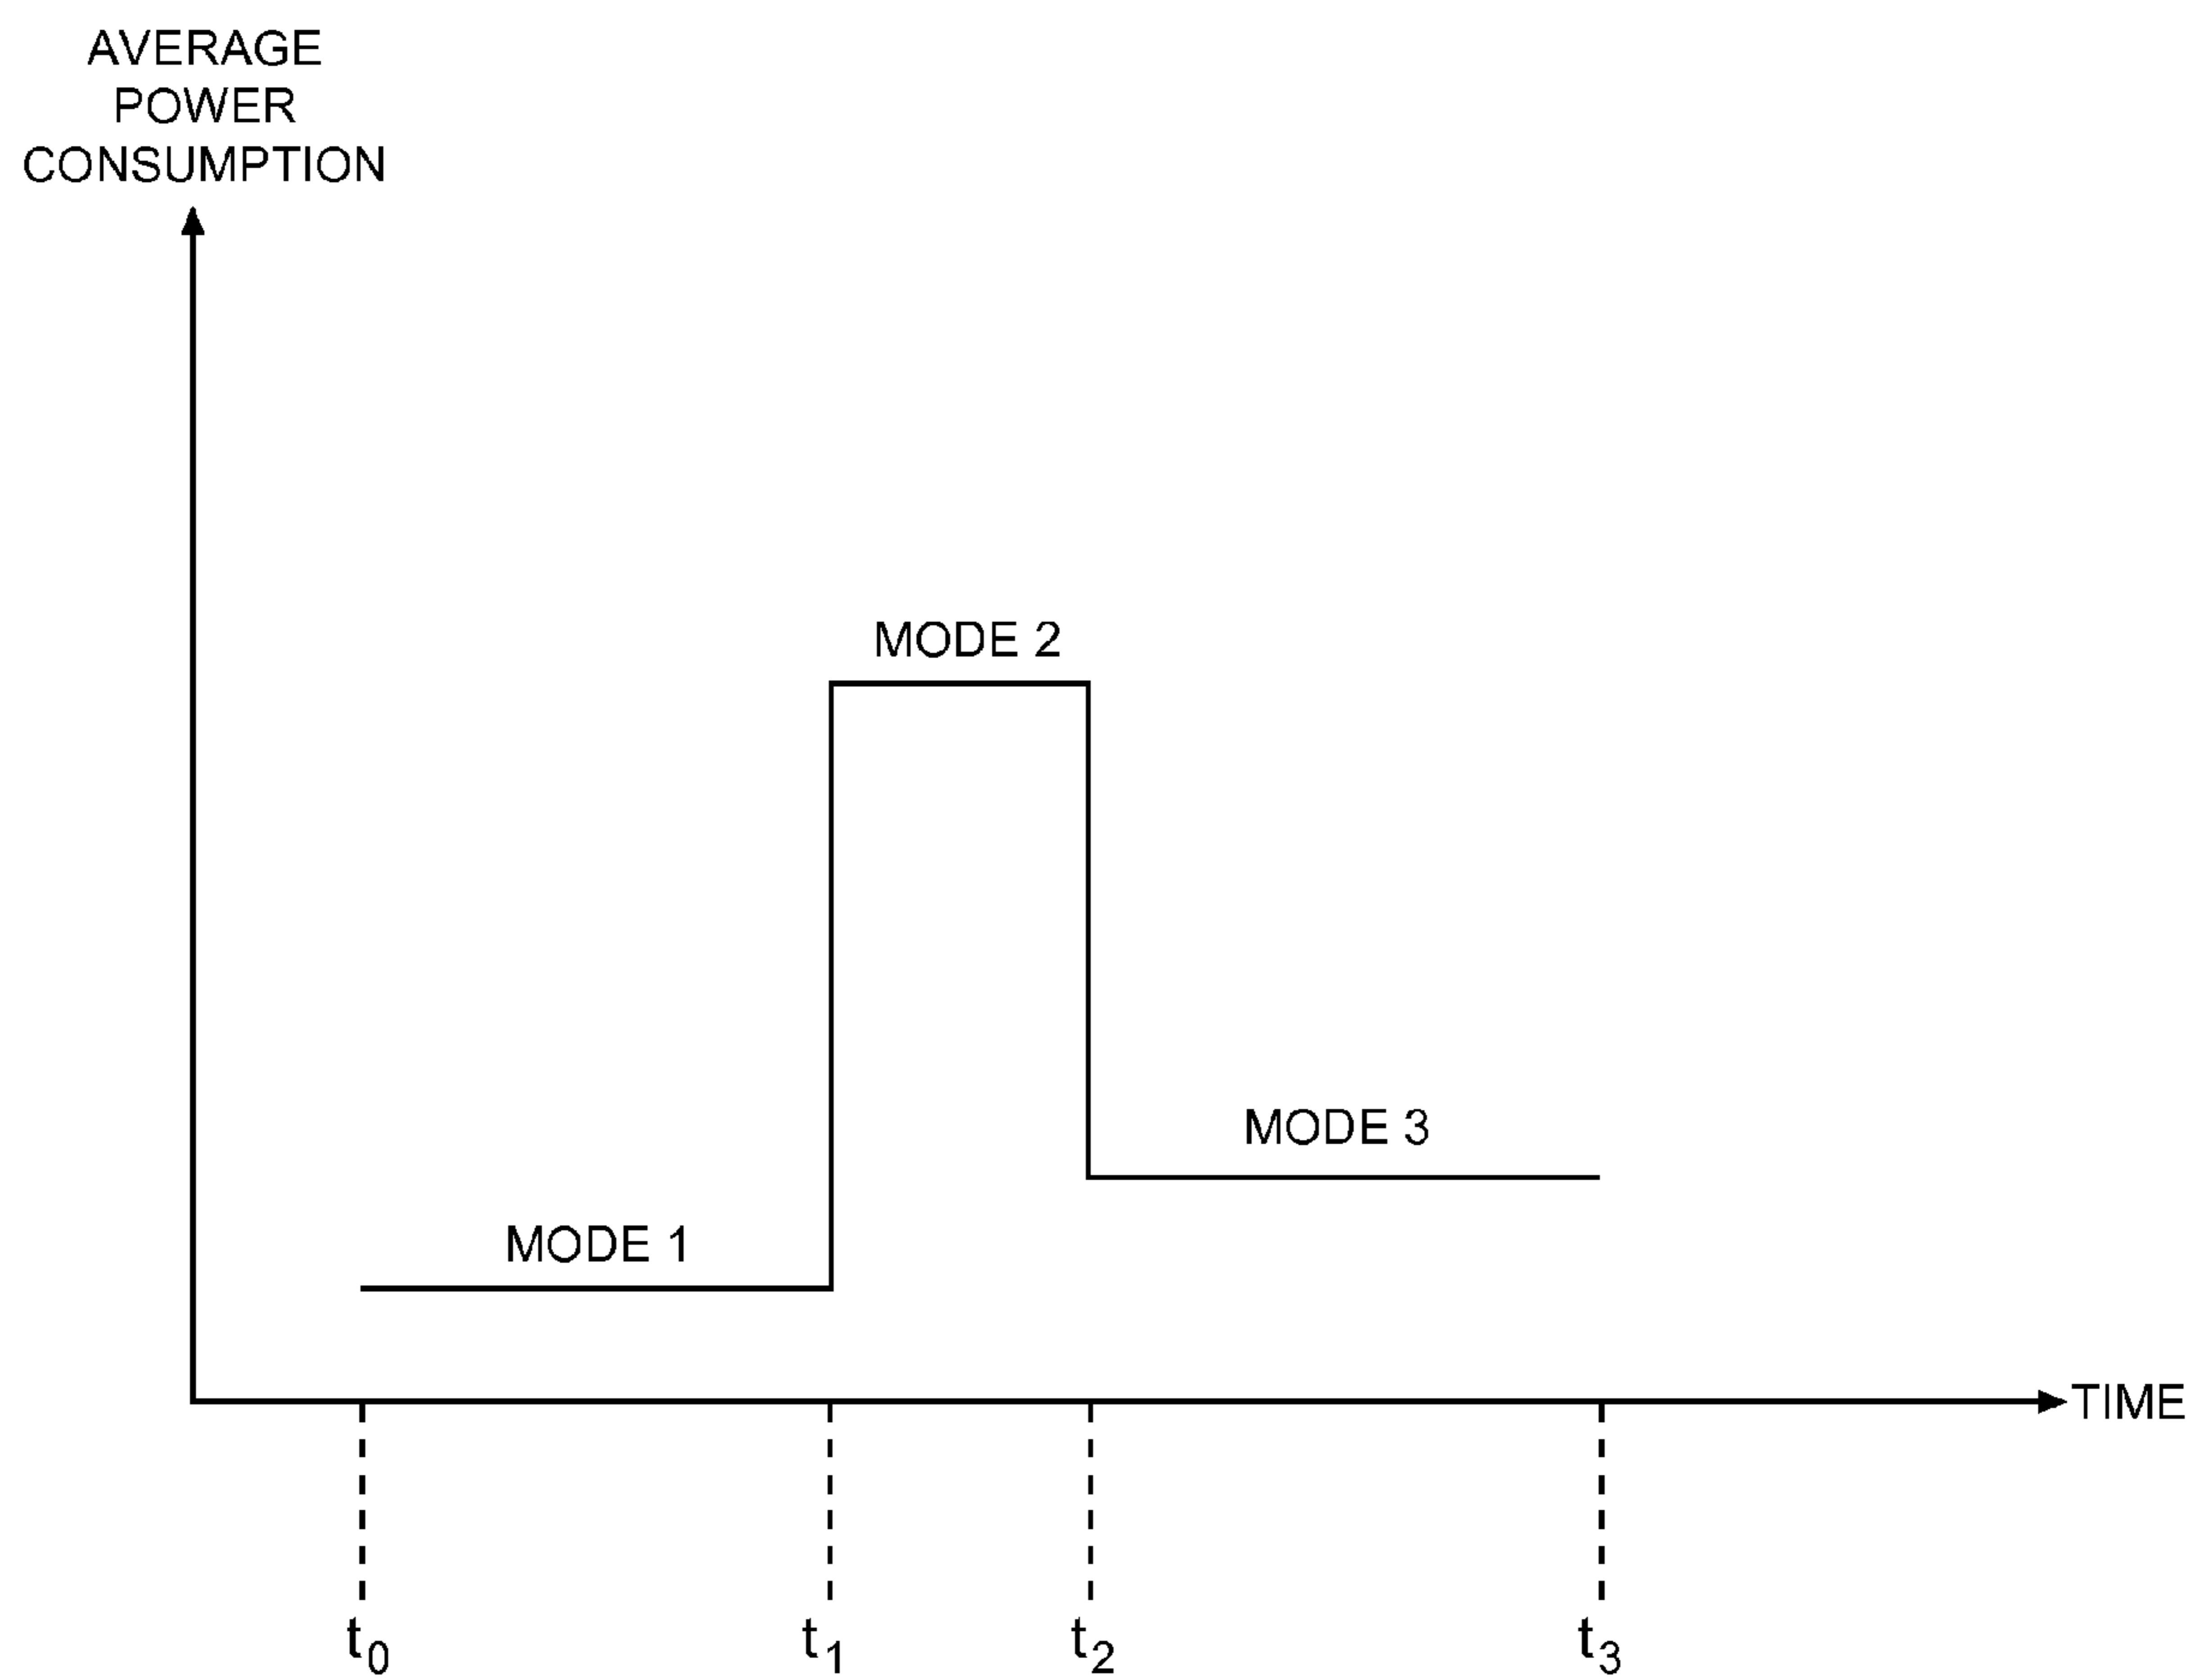 AVERAGE
POWER
CONSUMPTION
MODE 2
MODE 3
MODE 1
TIME
t0 t1 t2 t3